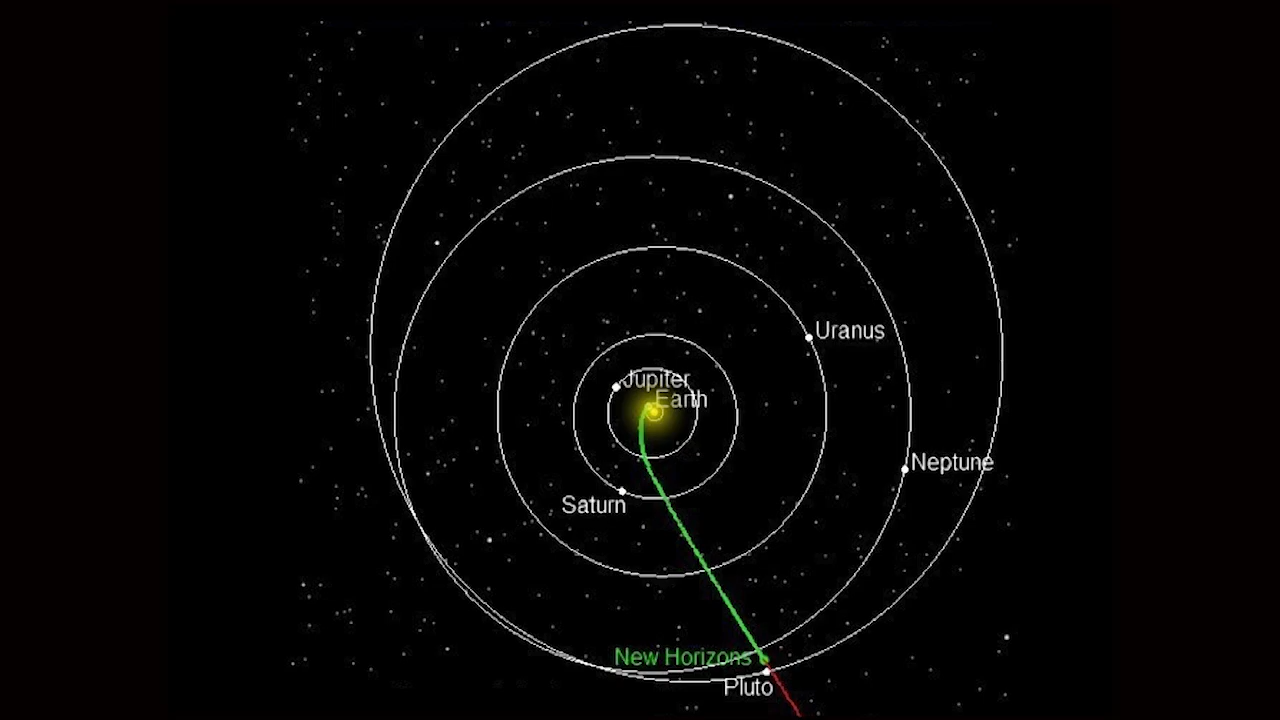 Uranus
Jupiter
Earth
Neptune
Saturn
New Horizons
Pluto